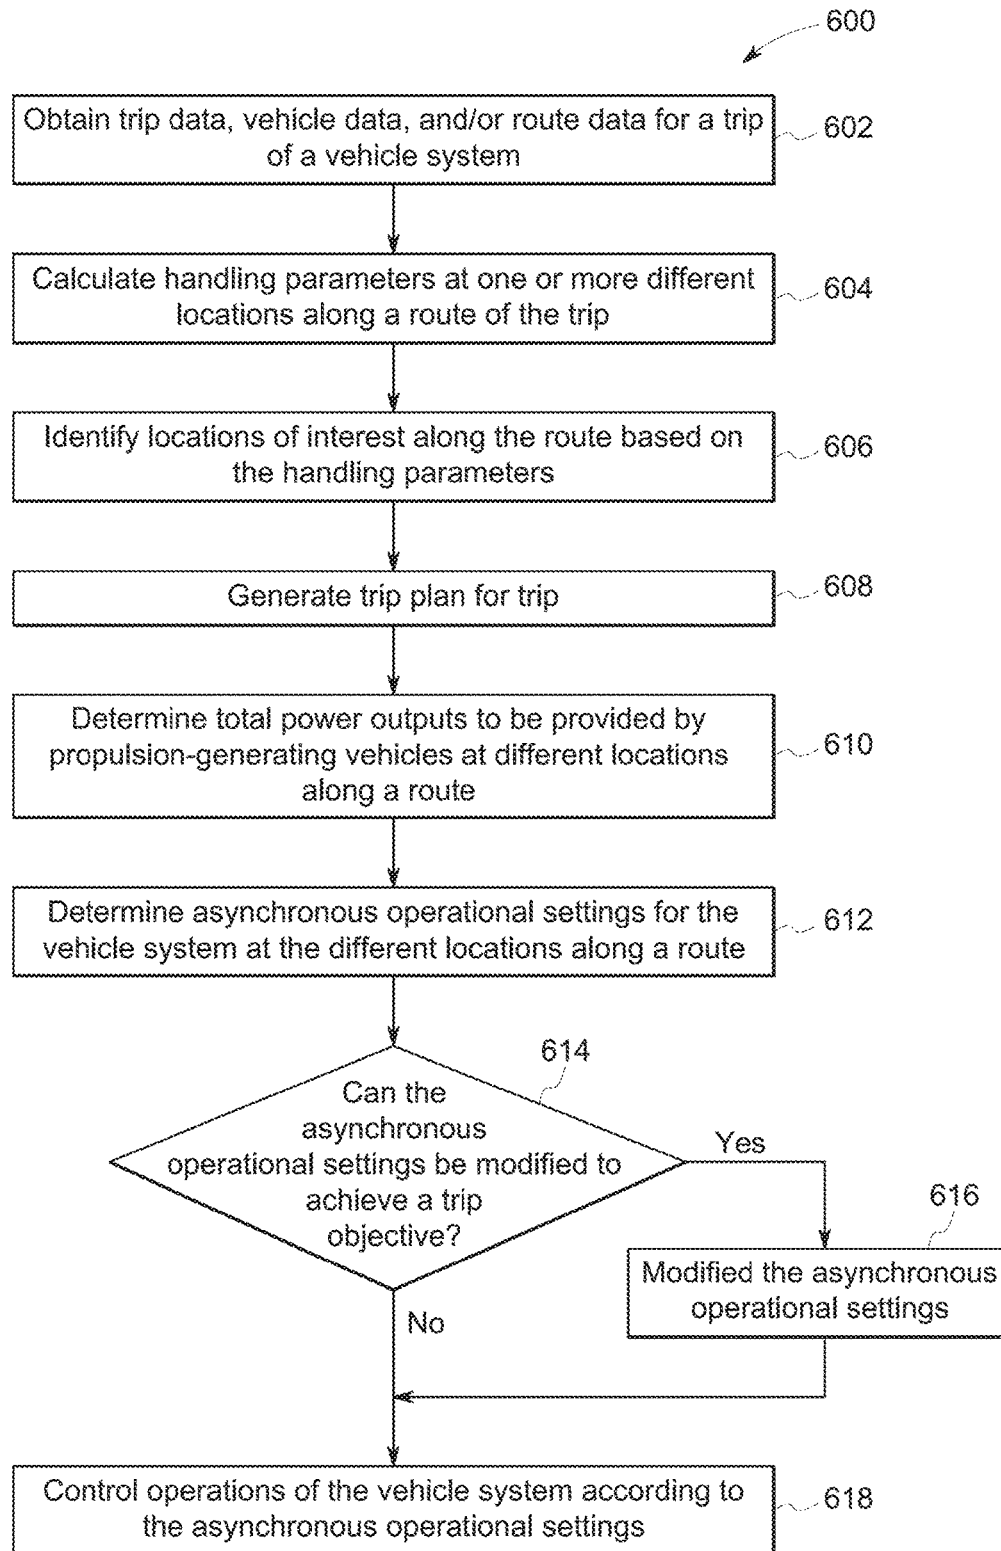 600
Obtain trip data, vehicle data, and/or route data for a trip
of a vehicle system
602
Calculate handling parameters at one or more different
locations along a route of the trip
604
Identify locations of interest along the route based on
the handling parameters
606
Generate trip plan for trip
608
Determine total power outputs to be provided by
propulsion-generating vehicles at different locations
along a route
610
Determine asynchronous operational settings for the
vehicle system at the different locations along a route
612
614
Can the
asynchronous
operational settings be modified to
achieve a trip
objective?
Yes
616
Modified the asynchronous
operational settings
No
Control operations of the vehicle system according to
the asynchronous operational settings
618